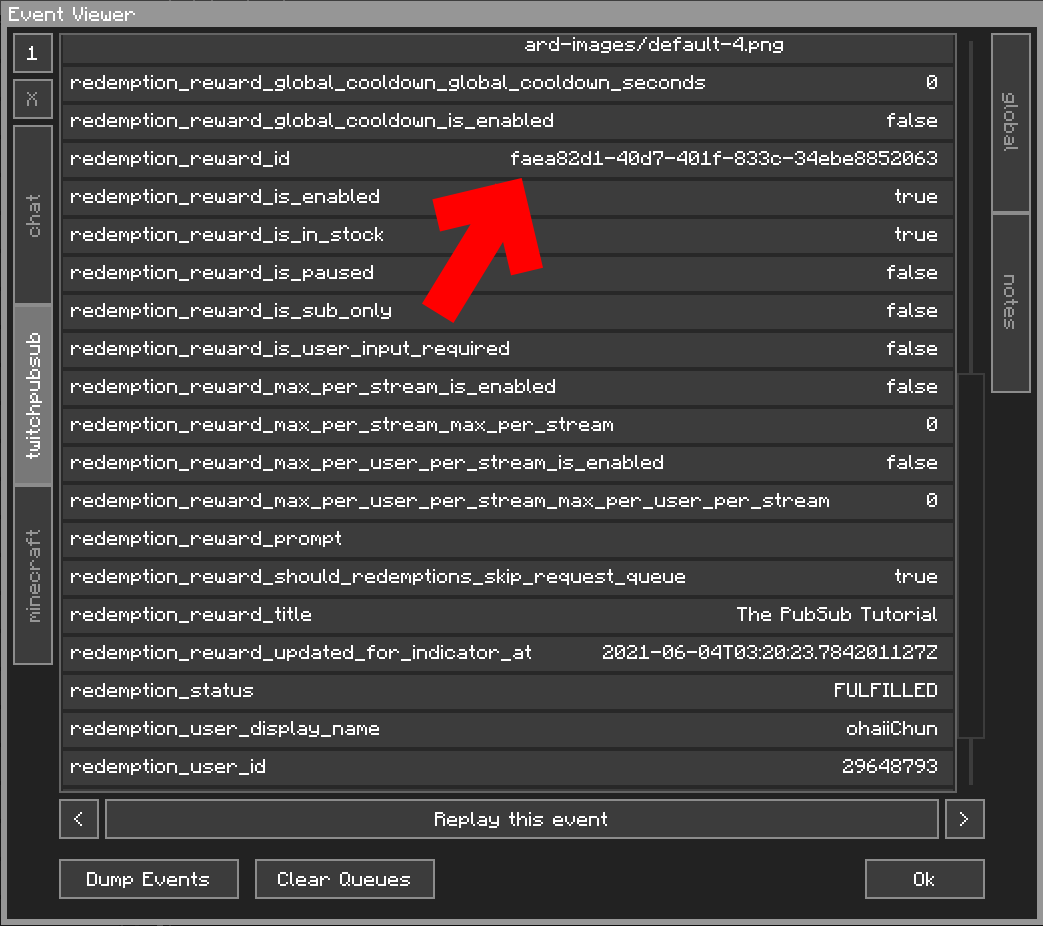 Event Viewer
1
X
chat
twitchpubsub
minecraft
global
notes
ard-images/default-4.png
redemption_reward_global_cooldown_global_cooldown_seconds 0
redemption_reward_global_cooldown_is_enabled false
redemption_reward_id faea82d1-40d7-401f-833c-34ebe8852063
redemption_reward_is_enabled true
redemption_reward_is_in_stock true
redemption_reward_is_paused false
redemption_reward_is_sub_only false
redemption_reward_is_user_input_required false
redemption_reward_max_per_stream_is_enabled false
redemption_reward_max_per_stream_max_per_stream 0
redemption_reward_max_per_user_per_stream_is_enabled false
redemption_reward_max_per_user_per_stream_max_per_user_per_stream 0
redemption_reward_prompt
redemption_reward_should_redemptions_skip_request_queue true
redemption_reward_title The PubSub Tutorial
redemption_reward_updated_for_indicator_at 2021-06-04T03:20:23.784201127Z
redemption_status FULFILLED
redemption_user_display_name ohaiiChun
redemption_user_id 29648793
< Replay this event >
Dump Events Clear Queues Ok